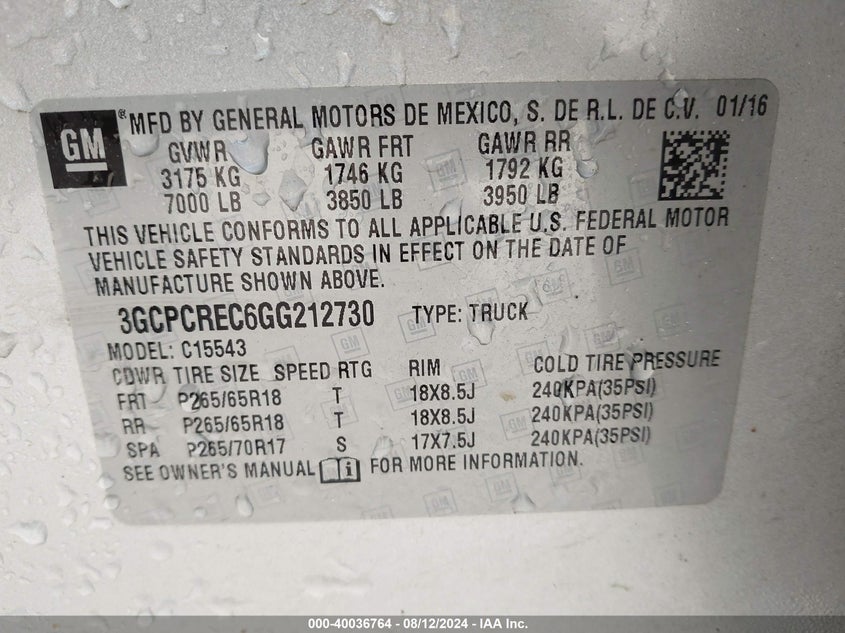 GM ® MFD BY GENERAL MOTORS DE MEXICO, S. DE R.L. DE C.V. 01/16
GVWR GAWR FRT GAWR RR
3175 KG 1746 KG 1792 KG
7000 LB 3850 LB 3950 LB
THIS VEHICLE CONFORMS TO ALL APPLICABLE U.S. FEDERAL MOTOR
VEHICLE SAFETY STANDARDS IN EFFECT ON THE DATE OF
MANUFACTURE SHOWN ABOVE.
3GCPCREC6GG212730 TYPE: TRUCK
MODEL: C15543
CDWR TIRE SIZE SPEED RTG RIM COLD TIRE PRESSURE
FRT P265/65R18 T 18X8.5J 240KPA(35PSI)
RR P265/65R18 T 18X8.5J 240KPA(35PSI)
SPA P265/70R17 S 17X7.5J 240KPA(35PSI)
SEE OWNER'S MANUAL FOR MORE INFORMATION.
000-40036764 - 08/12/2024 - IAA Inc.